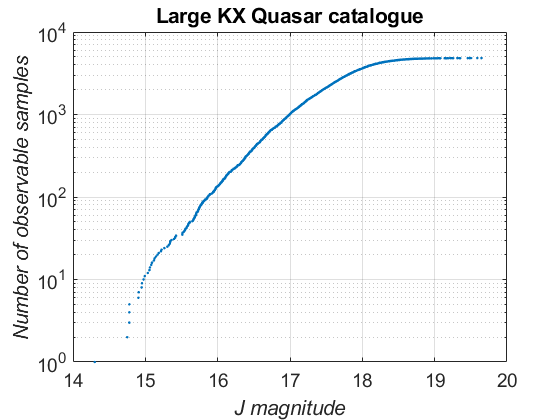 Large KX Quasar catalogue
Number of observable samples
10^4
10^3
10^2
10^1
10^0
14 15 16 17 18 19 20
J magnitude